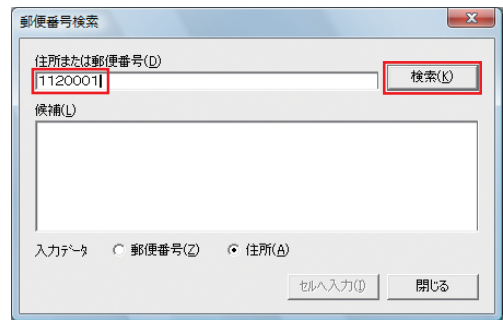 郵便番号検索
住所または郵便番号(D)
1120001 検索(K)
候補(L)
入力データ 郵便番号(Z) 住所(A)
セルへ入力(I) 閉じる